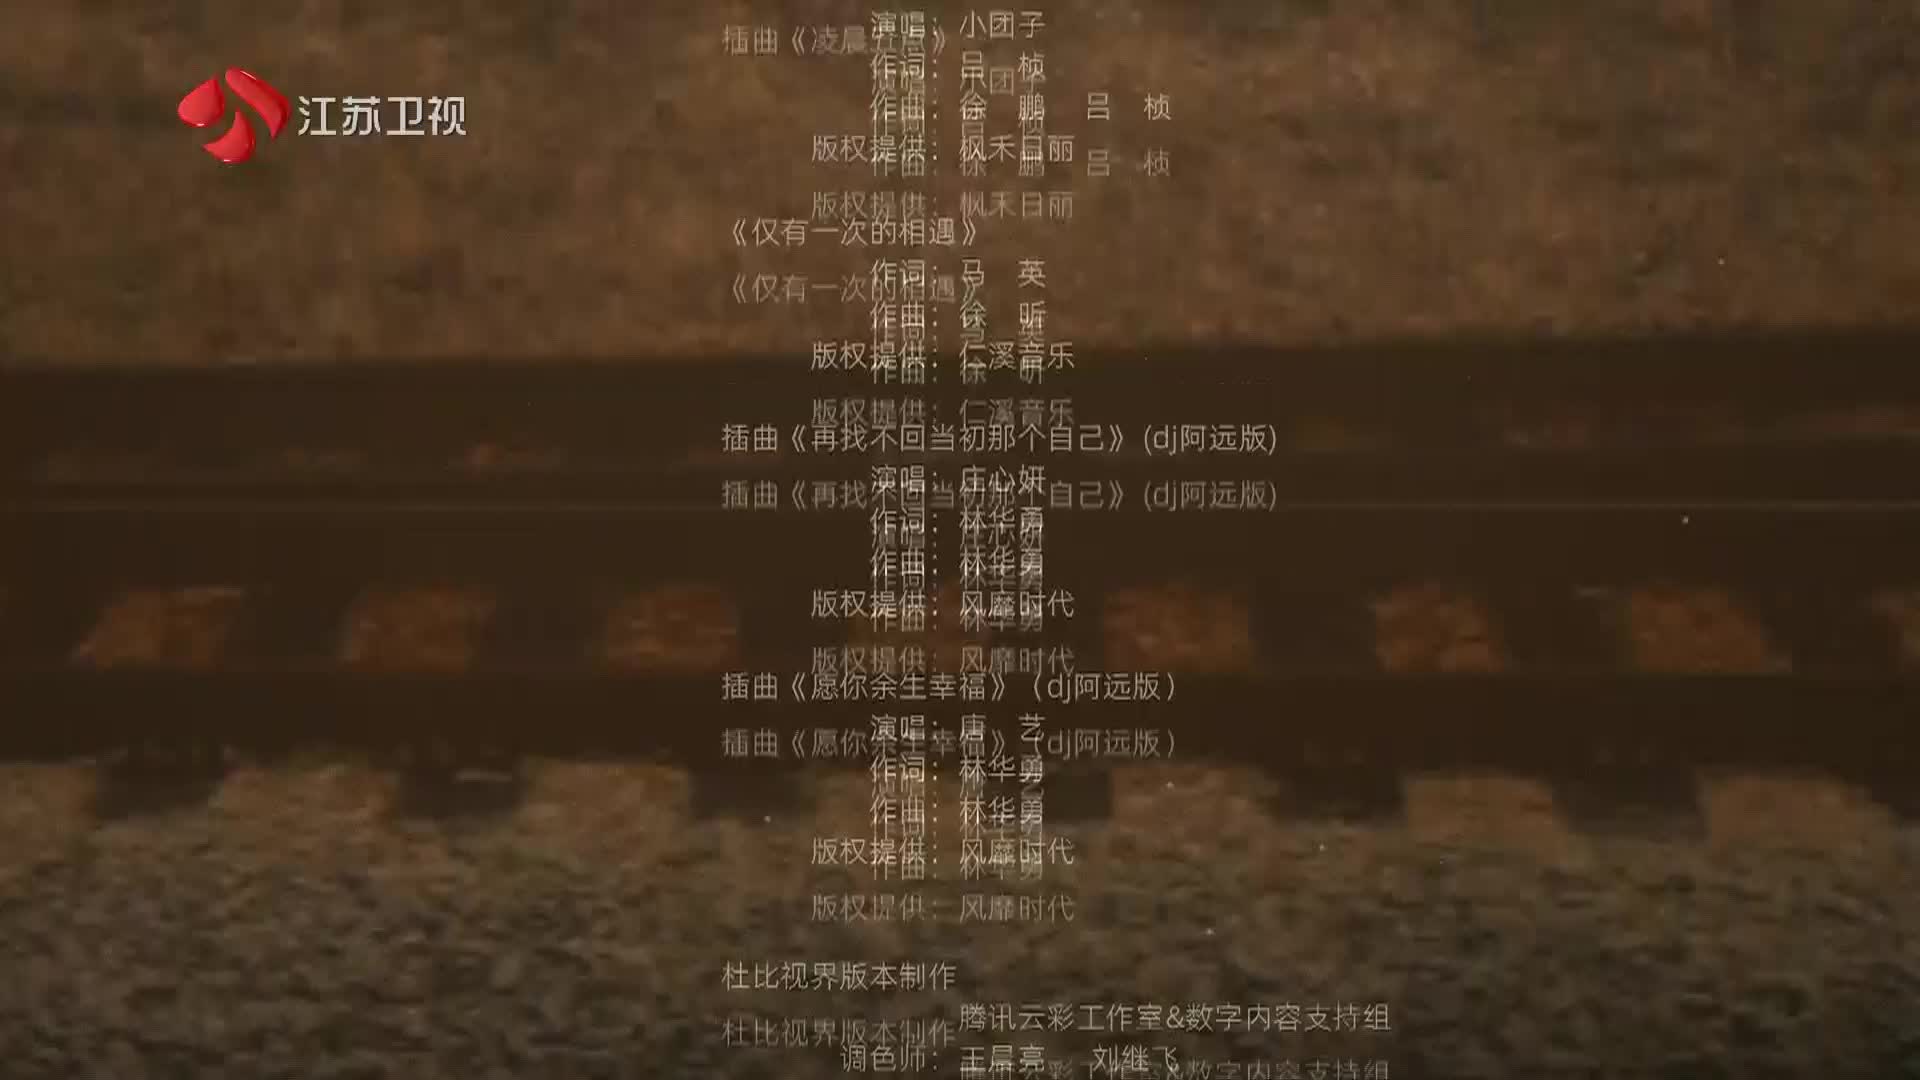 江苏卫视
插曲《凌晨五点》
演唱：小团子
作词：吕 桢
作曲：徐 鹏 吕 桢
版权提供：枫禾日丽
《仅有一次的相遇》
作词：马 英
作曲：徐 昕
版权提供：仁溪音乐
插曲《再找不回当初那个自己》(dj阿远版)
演唱：庄心妍
作词：林华勇
作曲：林华勇
版权提供：风靡时代
插曲《愿你余生幸福》（dj阿远版）
演唱：唐 艺
作词：林华勇
作曲：林华勇
版权提供：风靡时代
杜比视界版本制作
腾讯云彩工作室&数字内容支持组
调色师：王晨亮 刘继飞